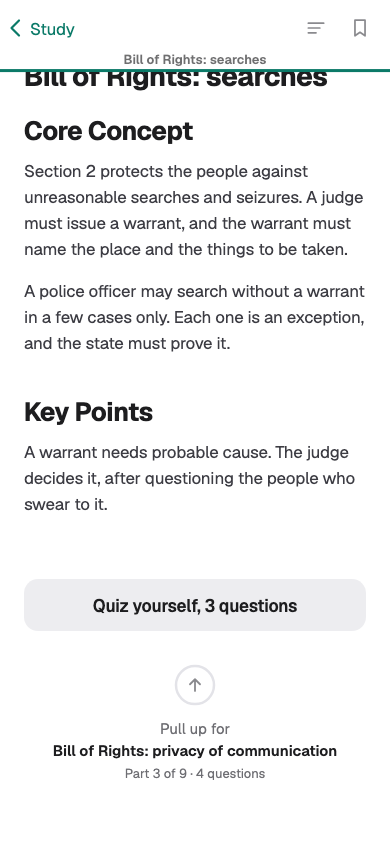 Study
Bill of Rights: searches
Bill of Rights: searches
Core Concept
Section 2 protects the people against
unreasonable searches and seizures. A judge
must issue a warrant, and the warrant must
name the place and the things to be taken.
A police officer may search without a warrant
in a few cases only. Each one is an exception,
and the state must prove it.
Key Points
A warrant needs probable cause. The judge
decides it, after questioning the people who
swear to it.
Quiz yourself, 3 questions
Pull up for
Bill of Rights: privacy of communication
Part 3 of 9 · 4 questions